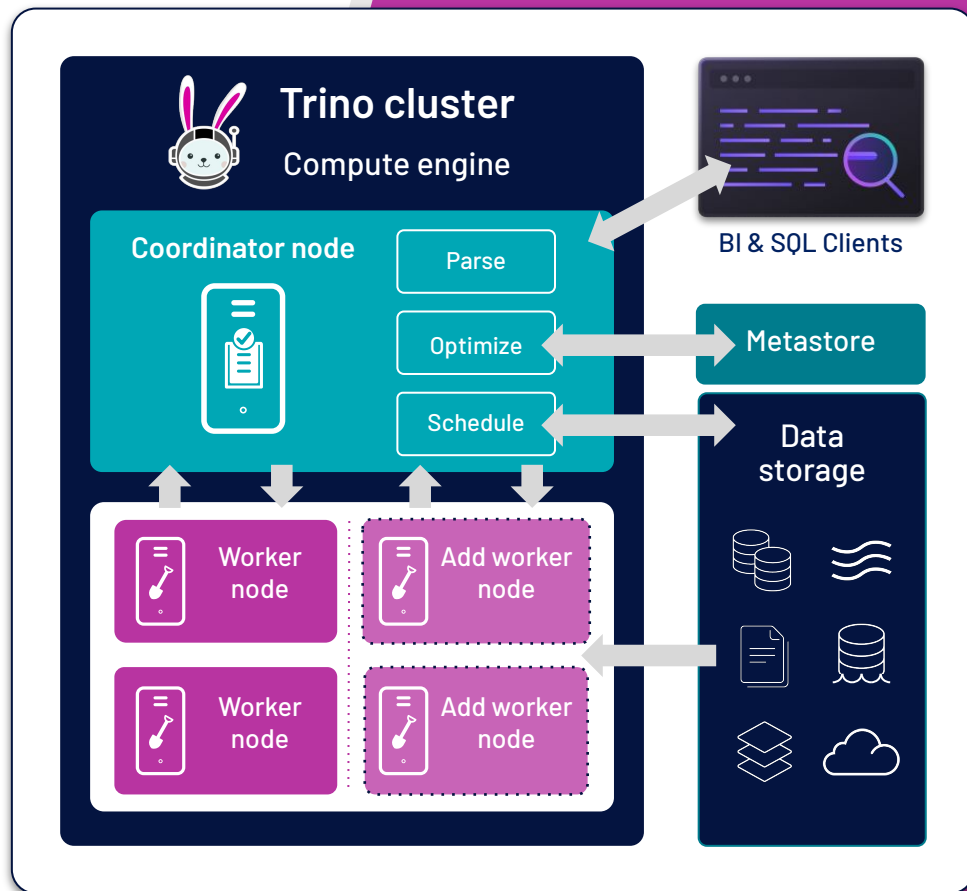 Trino cluster
Compute engine
BI & SQL Clients
Coordinator node
Parse
Optimize
Schedule
Metastore
Data
storage
Worker
node
Add worker
node
Worker
node
Add worker
node